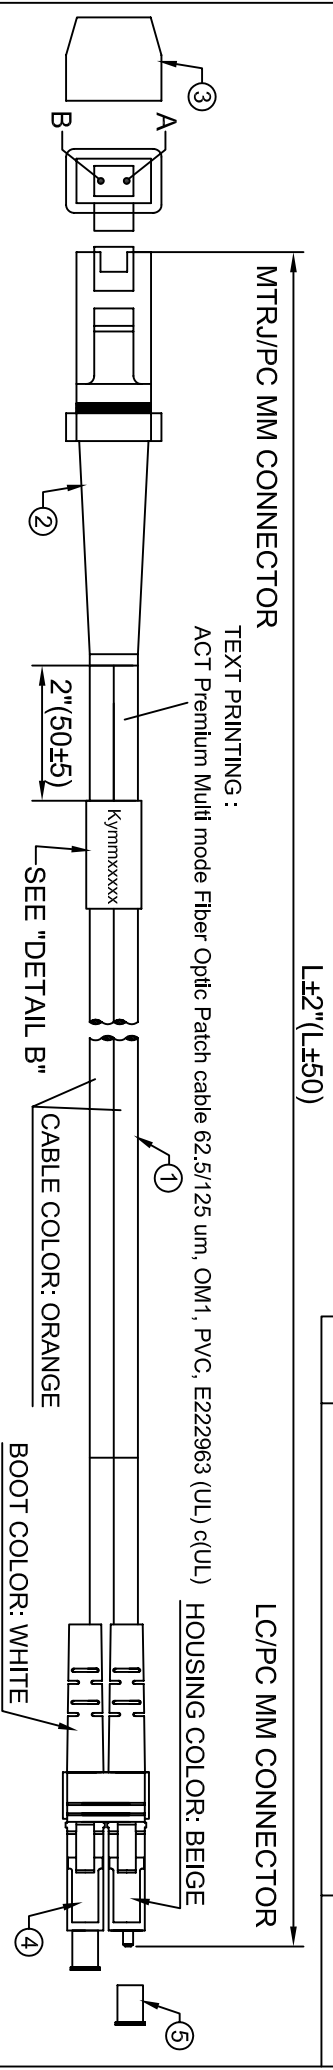 L±2"(L±50)
MTRJ/PC MM CONNECTOR
LC/PC MM CONNECTOR
TEXT PRINTING :
ACT Premium Multi mode Fiber Optic Patch cable 62.5/125 um, OM1, PVC, E222963 (UL) c(UL)
HOUSING COLOR: BEIGE
3
A
B
2
2"(50±5)
Kymmxxxxx
SEE "DETAIL B"
1
CABLE COLOR: ORANGE
BOOT COLOR: WHITE
4
5